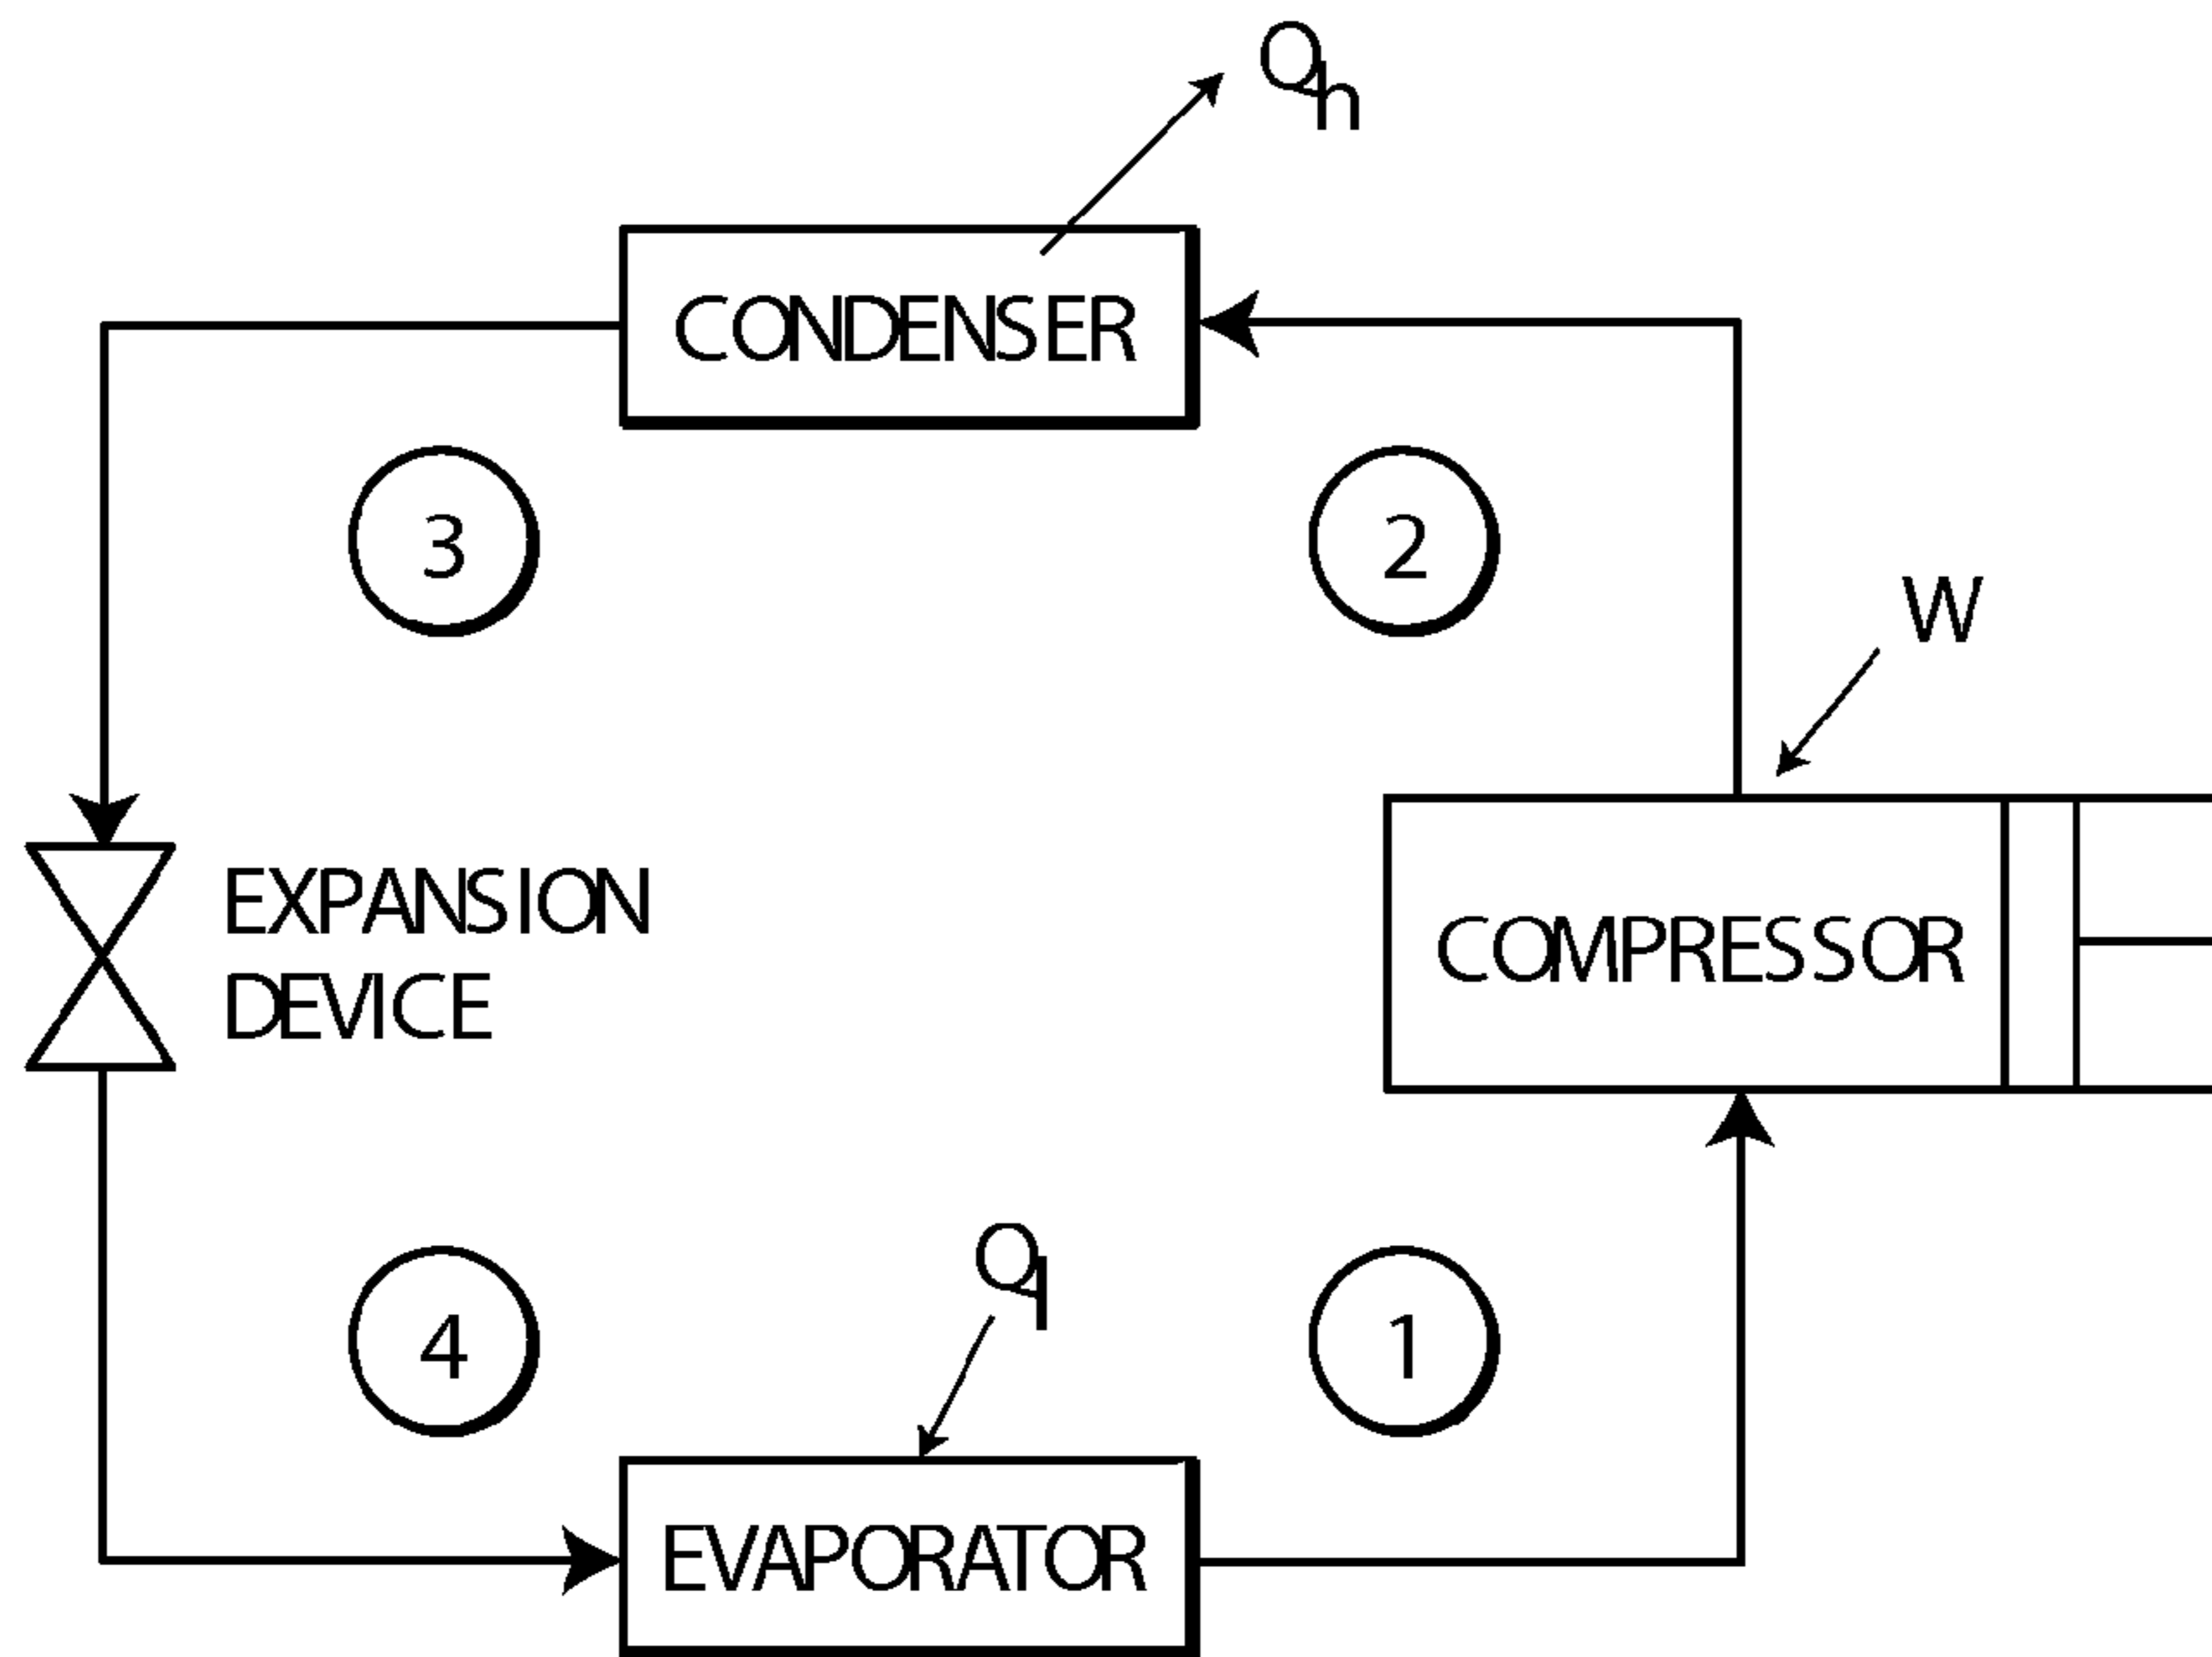 Qh
CONDENSER
3
2
W
EXPANSION
DEVICE
COMPRESSOR
Ql
4
1
EVAPORATOR